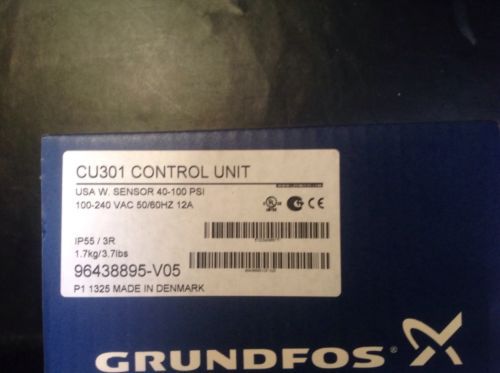 CU301 CONTROL UNIT
USA W. SENSOR 40-100 PSI
100-240 VAC 50/60HZ 12A
IP55 / 3R
1.7kg/3.7lbs
96438895-V05
P1 1325 MADE IN DENMARK
GRUNDFOS